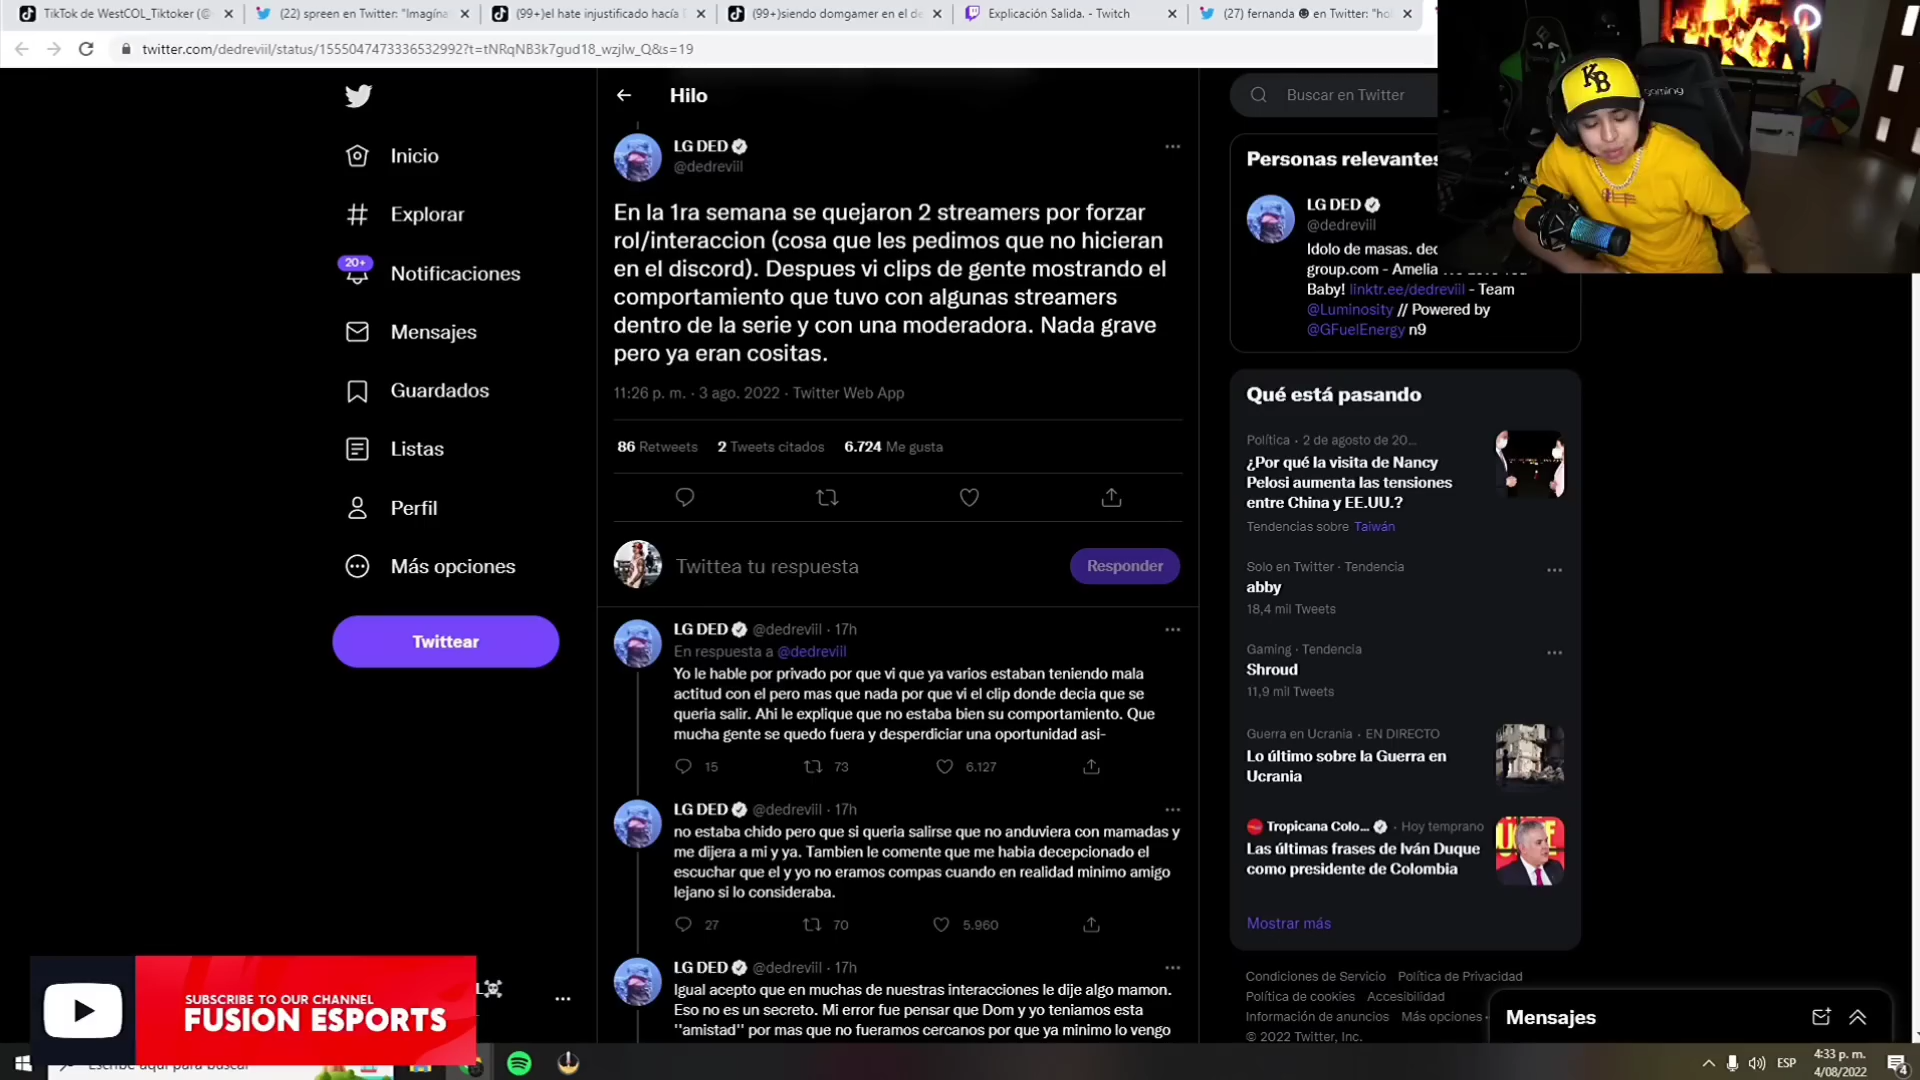 TikTok de WestCOL_Tiktoker (@
(22) spreen en Twitter: "Imagína
(99+)el hate injustificado hacía
(99+)siendo domgamer en el de
Explicación Salida. - Twitch
(27) fernanda ☻ en Twitter: "ho
twitter.com/dedreviil/status/1555047473336532992?t=tNRqNB3k7gud18_wzjlw_Q&s=19
Inicio
Explorar
20+
Notificaciones
Mensajes
Guardados
Listas
Perfil
Más opciones
Twittear
Hilo
LG DED
@dedreviil
En la 1ra semana se quejaron 2 streamers por forzar
rol/interaccion (cosa que les pedimos que no hicieran
en el discord). Despues vi clips de gente mostrando el
comportamiento que tuvo con algunas streamers
dentro de la serie y con una moderadora. Nada grave
pero ya eran cositas.
11:26 p. m. · 3 ago. 2022 · Twitter Web App
86 Retweets 2 Tweets citados 6.724 Me gusta
Twittea tu respuesta
Responder
LG DED @dedreviil · 17h
En respuesta a @dedreviil
Yo le hable por privado por que vi que ya varios estaban teniendo mala
actitud con el pero mas que nada por que vi el clip donde decia que se
queria salir. Ahi le explique que no estaba bien su comportamiento. Que
mucha gente se quedo fuera y desperdiciar una oportunidad asi-
15 73 6.127
LG DED @dedreviil · 17h
no estaba chido pero que si queria salirse que no anduviera con mamadas y
me dijera a mi y ya. Tambien le comente que me habia decepcionado el
escuchar que el y yo no eramos compas cuando en realidad minimo amigo
lejano si lo consideraba.
27 70 5.960
LG DED @dedreviil · 17h
Igual acepto que en muchas de nuestras interacciones le dije algo mamon.
Eso no es un secreto. Mi error fue pensar que Dom y yo teniamos esta
''amistad'' por mas que no fueramos cercanos por que ya minimo lo vengo
Buscar en Twitter
Personas relevantes
LG DED
@dedreviil
Idolo de masas.
group.com - Amelia
Baby! linktr.ee/dedreviil - Team
@Luminosity // Powered by
@GFuelEnergy n9
Qué está pasando
Política · 2 de agosto de 20...
¿Por qué la visita de Nancy
Pelosi aumenta las tensiones
entre China y EE.UU.?
Tendencias sobre Taiwán
Solo en Twitter · Tendencia
abby
18,4 mil Tweets
Gaming · Tendencia
Shroud
11,9 mil Tweets
Guerra en Ucrania · EN DIRECTO
Lo último sobre la Guerra en
Ucrania
Tropicana Colo... · Hoy temprano
Las últimas frases de Iván Duque
como presidente de Colombia
Mostrar más
Condiciones de Servicio Política de Privacidad
Política de cookies Accesibilidad
Información de anuncios Más opciones
© 2022 Twitter, Inc.
Mensajes
KB
gaming
SUBSCRIBE TO OUR CHANNEL
FUSION ESPORTS
Escribe aquí para buscar
ESP
4:33 p. m.
4/08/2022
4